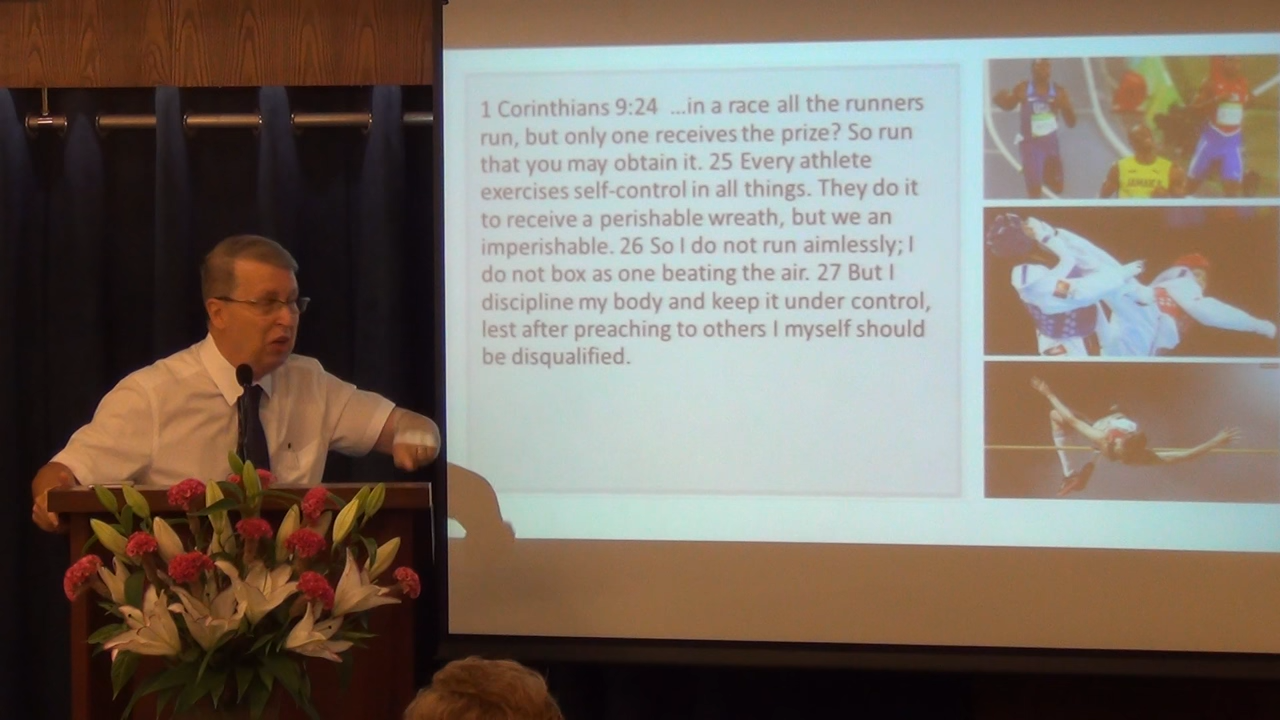 1 Corinthians 9:24 ...in a race all the runners
run, but only one receives the prize? So run
that you may obtain it. 25 Every athlete
exercises self-control in all things. They do it
to receive a perishable wreath, but we an
imperishable. 26 So I do not run aimlessly; I
do not box as one beating the air. 27 But I
discipline my body and keep it under control,
lest after preaching to others I myself should
be disqualified.
JAMAICA